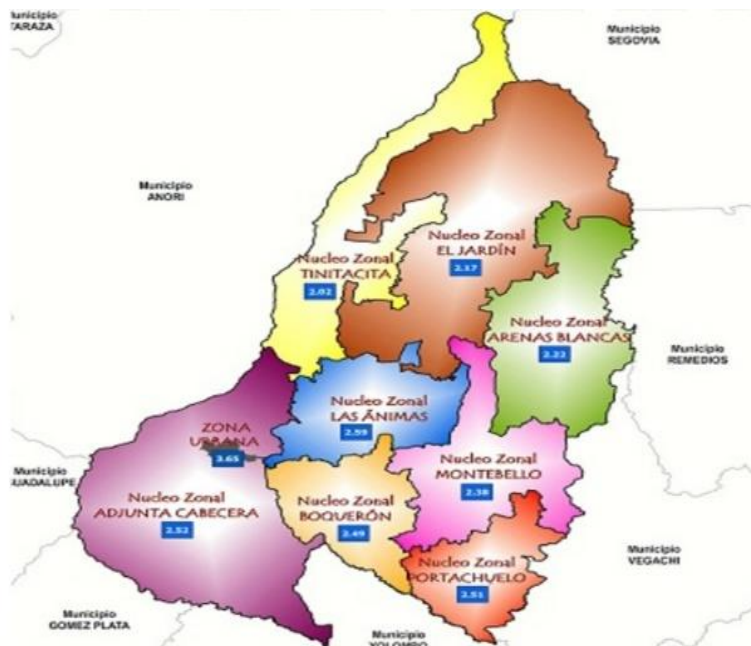 Municipio
TARAZA
Municipio
SEGOVIA
Municipio
ANORI
Nucleo Zonal
EL JARDÍN
2.17
Nucleo Zonal
TINITACITA
2.02
Nucleo Zonal
ARENAS BLANCAS
2.22
Municipio
REMEDIOS
Nucleo Zonal
LAS ÁNIMAS
2.59
ZONA
URBANA
3.65
Nucleo Zonal
MONTEBELLO
2.38
Municipio
GUADALUPE
Nucleo Zonal
ADJUNTA CABECERA
2.52
Nucleo Zonal
BOQUERÓN
2.49
Municipio
VEGACHI
Nucleo Zonal
PORTACHUELO
2.51
Municipio
GOMEZ PLATA
Municipio
YOLOMBO